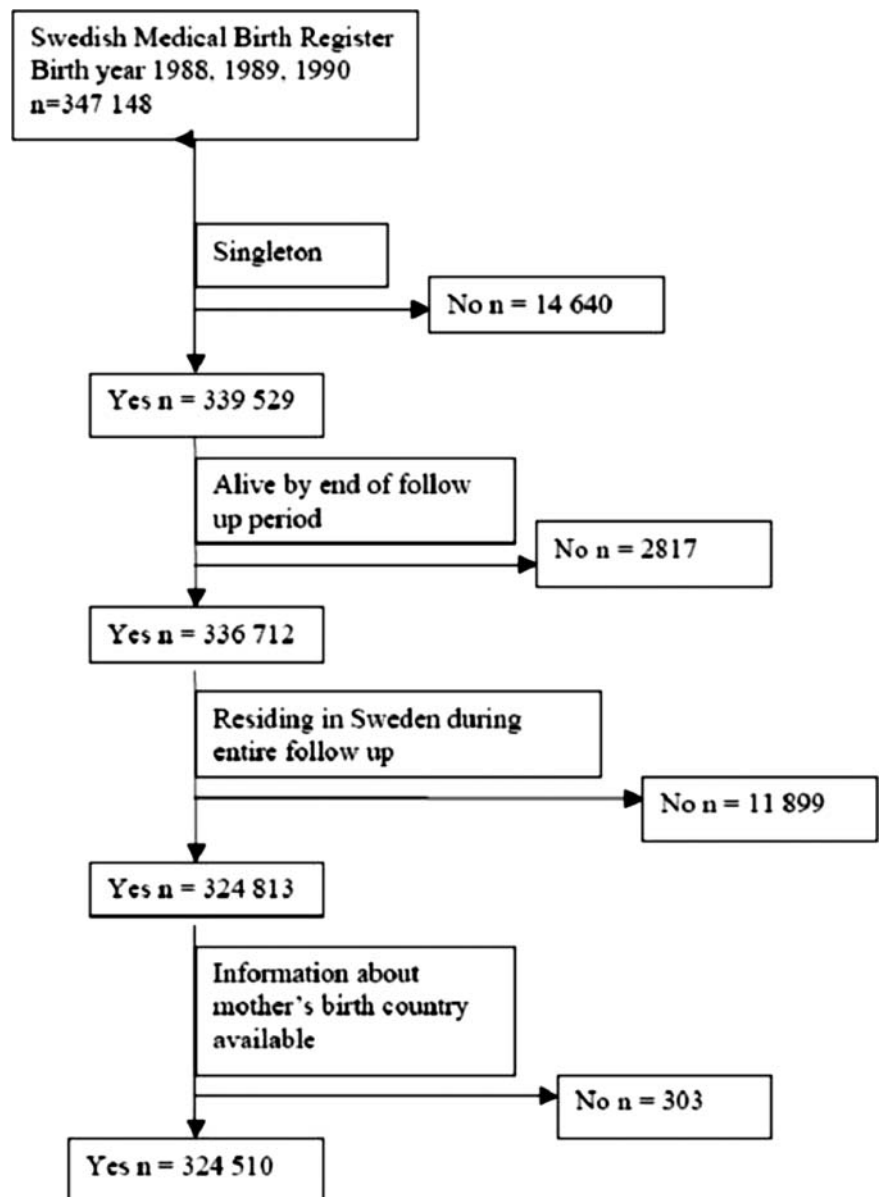 Swedish Medical Birth Register
Birth year 1988, 1989, 1990
n=347 148
Singleton
No n = 14 640
Yes n = 339 529
Alive by end of follow
up period
No n = 2817
Yes n = 336 712
Residing in Sweden during
entire follow up
No n = 11 899
Yes n = 324 813
Information about
mother's birth country
available
No n = 303
Yes n = 324 510